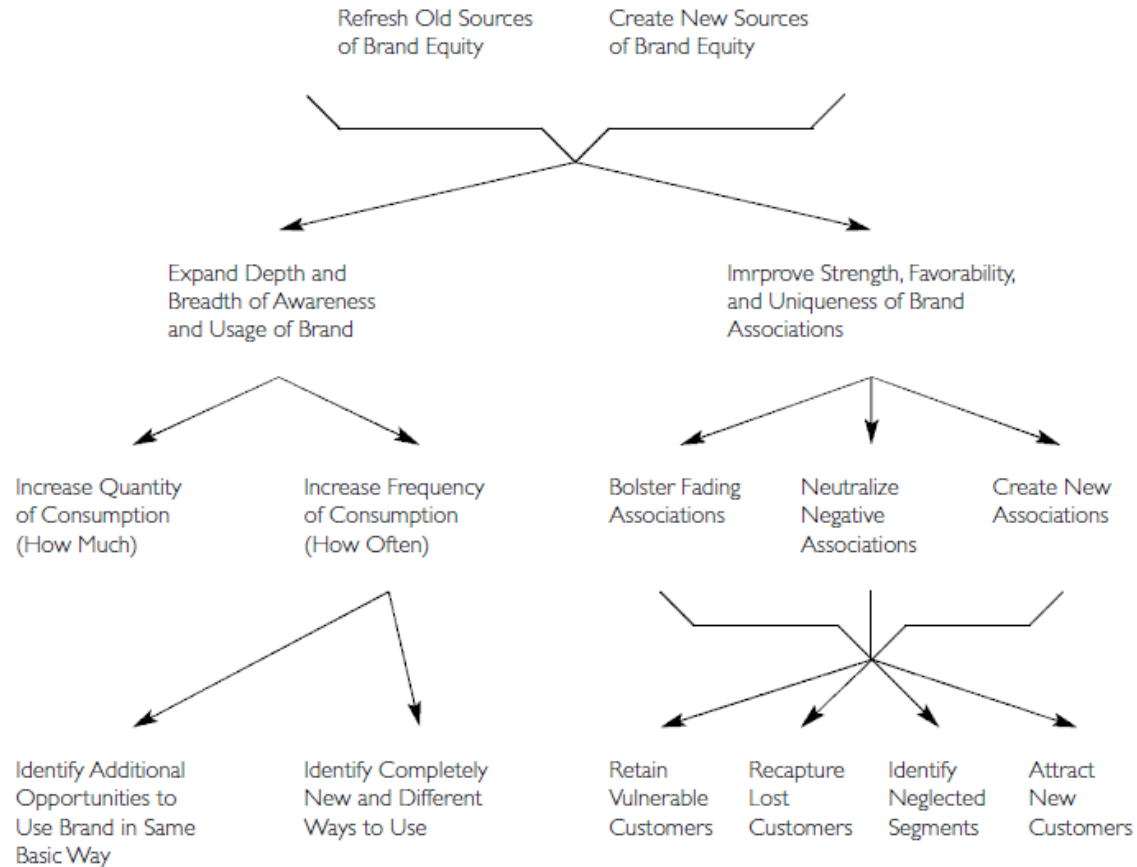 Refresh Old Sources
of Brand Equity
Create New Sources
of Brand Equity
Expand Depth and
Breadth of Awareness
and Usage of Brand
Imrprove Strength, Favorability,
and Uniqueness of Brand
Associations
Increase Quantity
of Consumption
(How Much)
Increase Frequency
of Consumption
(How Often)
Bolster Fading
Associations
Neutralize
Negative
Associations
Create New
Associations
Identify Additional
Opportunities to
Use Brand in Same
Basic Way
Identify Completely
New and Different
Ways to Use
Retain
Vulnerable
Customers
Recapture
Lost
Customers
Identify
Neglected
Segments
Attract
New
Customers